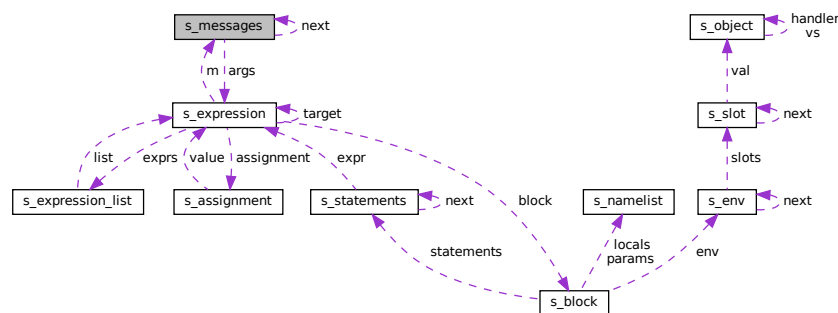 s_messages
next
s_object
handler
vs
m
args
val
s_expression
target
s_slot
next
list
exprs
value
assignment
expr
block
slots
s_expression_list
s_assignment
s_statements
next
s_namelist
s_env
next
statements
locals
params
env
s_block